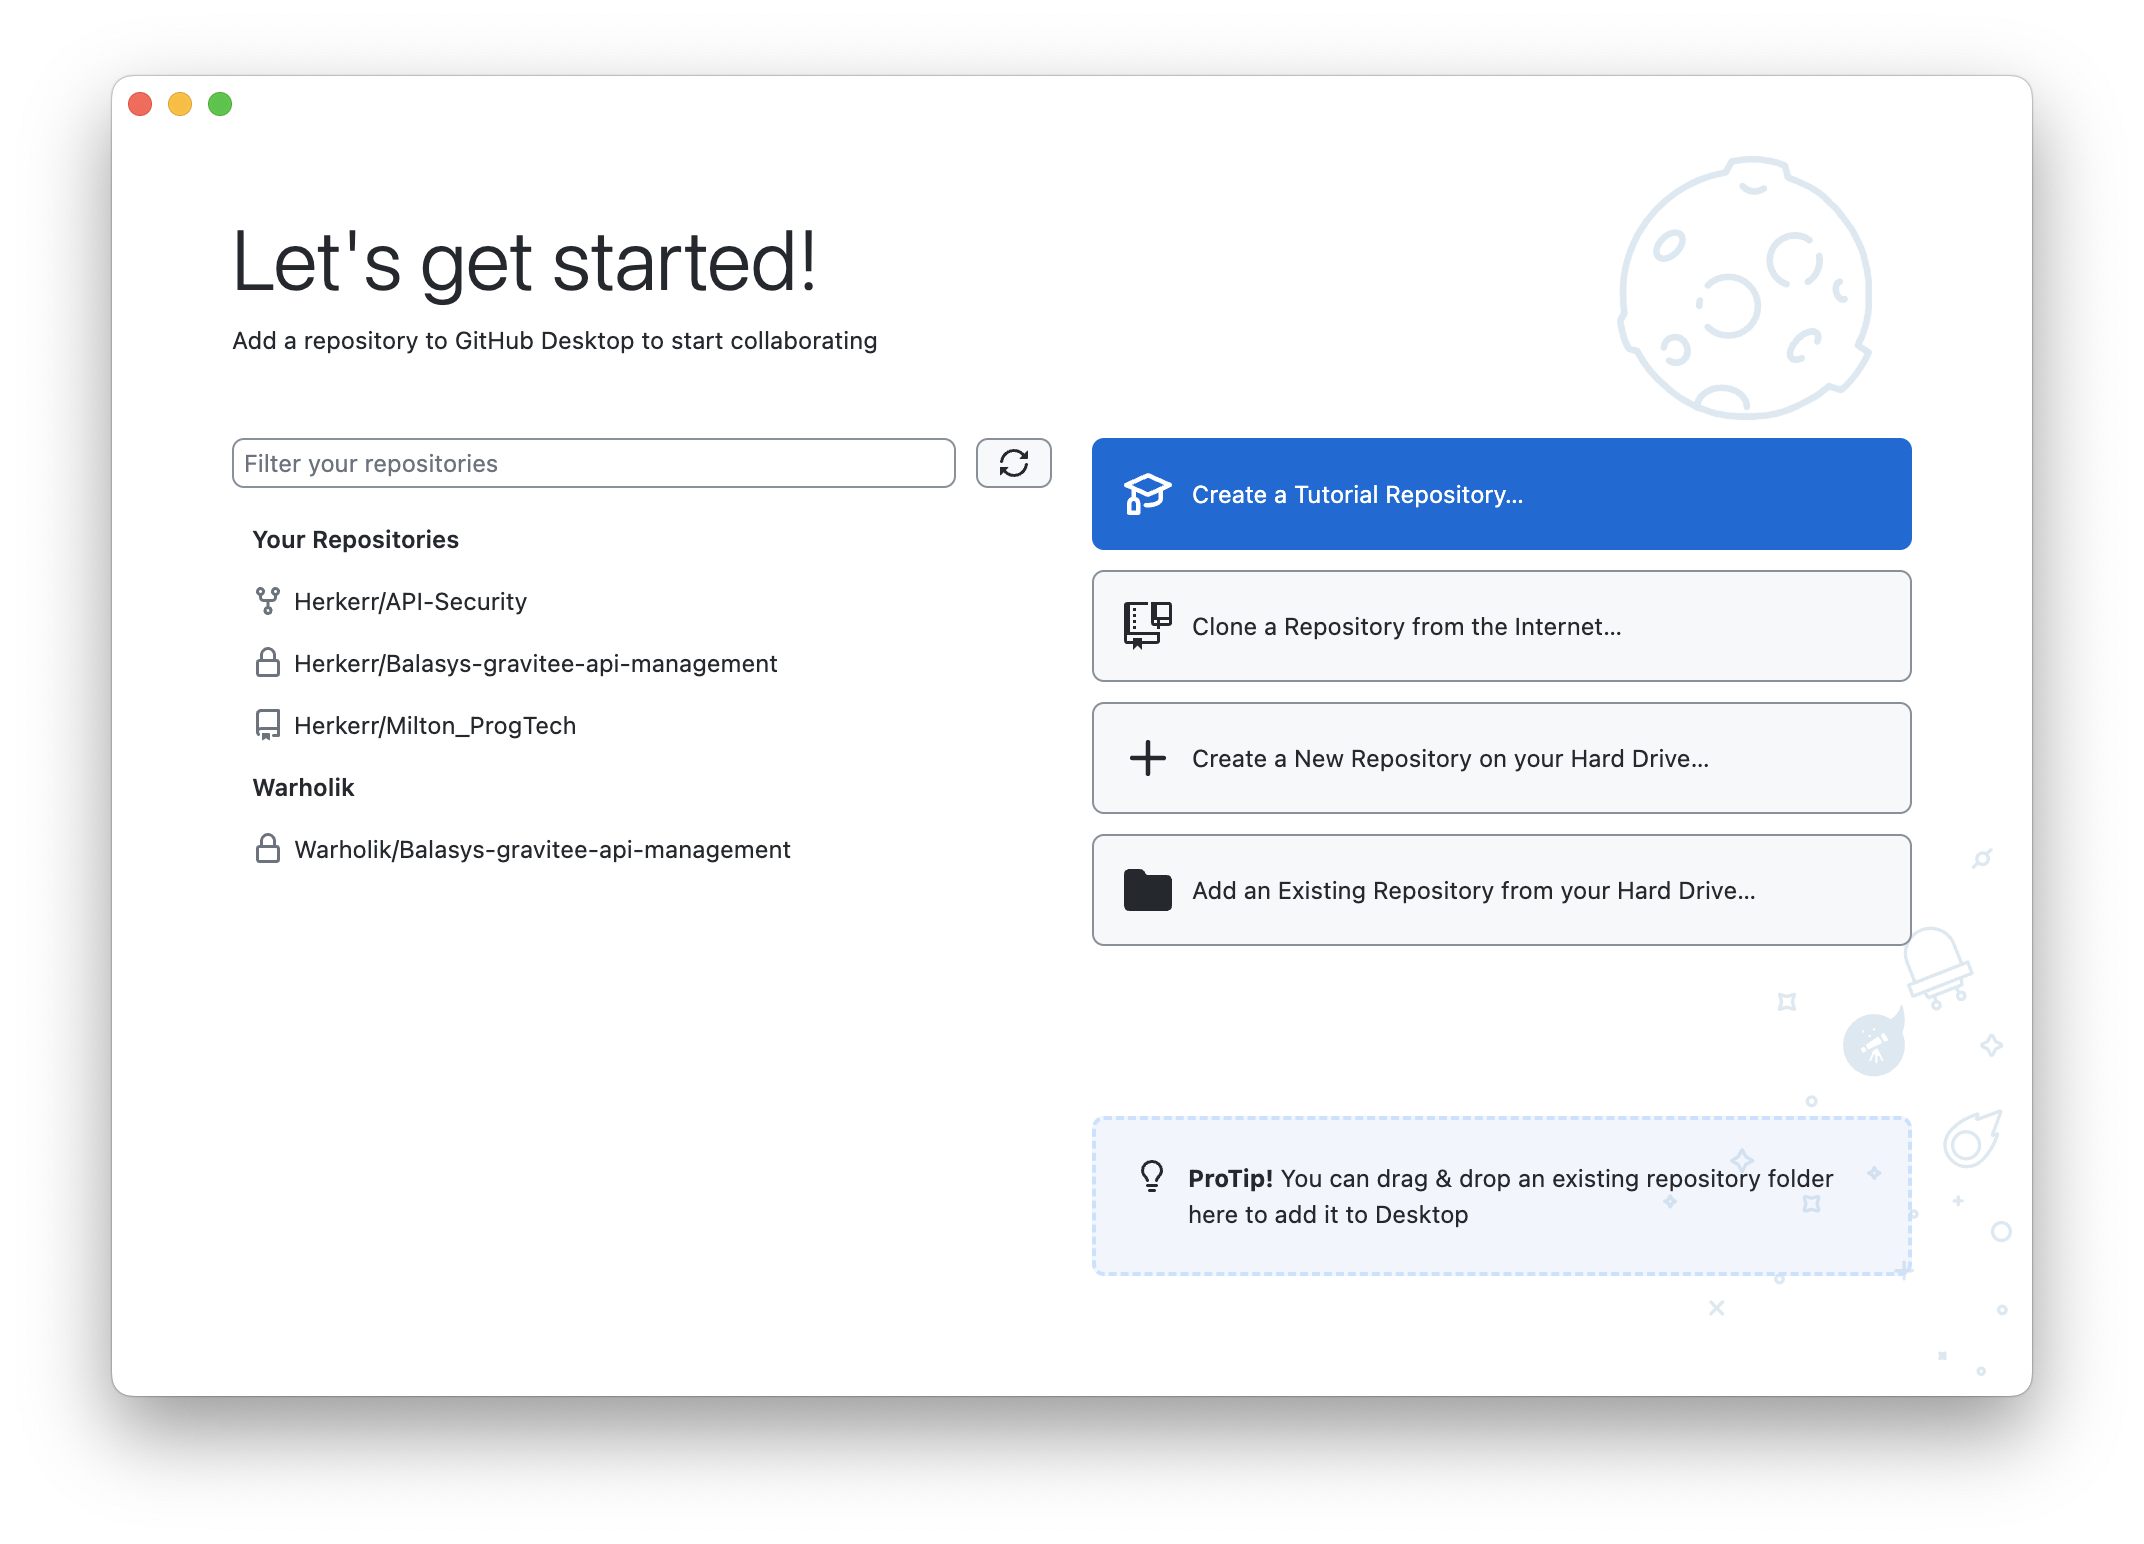 Let's get started!
Add a repository to GitHub Desktop to start collaborating
Filter your repositories
Your Repositories
Herkerr/API-Security
Herkerr/Balasys-gravitee-api-management
Herkerr/Milton_ProgTech
Warholik
Warholik/Balasys-gravitee-api-management
Create a Tutorial Repository...
Clone a Repository from the Internet...
Create a New Repository on your Hard Drive...
Add an Existing Repository from your Hard Drive...
ProTip! You can drag & drop an existing repository folder
here to add it to Desktop